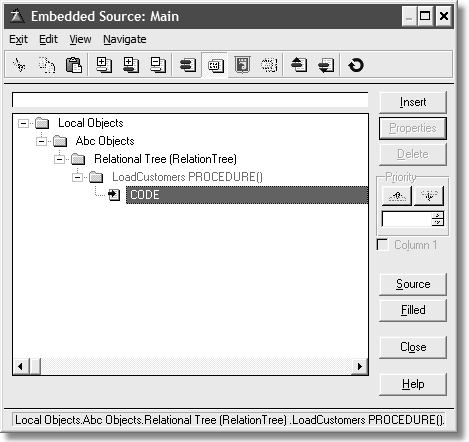 Embedded Source: Main
Exit Edit View Navigate
Local Objects
Abc Objects
Relational Tree (RelationTree)
LoadCustomers PROCEDURE()
CODE
Insert
Properties
Delete
Priority
Column 1
Source
Filled
Close
Help
Local Objects.Abc Objects.Relational Tree (RelationTree) .LoadCustomers PROCEDURE().